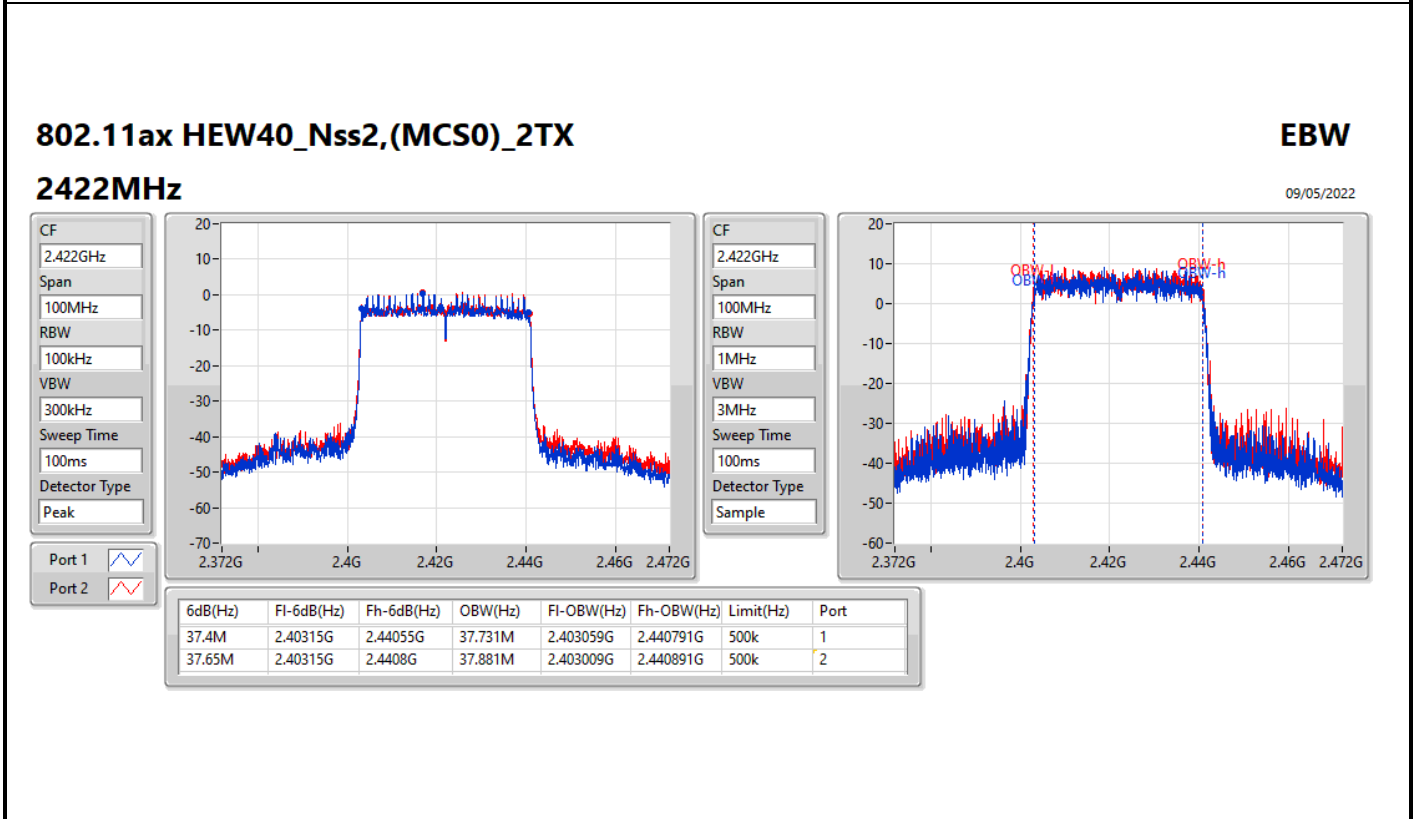 802.11ax HEW40_Nss2,(MCS0)_2TX
EBW
2422MHz
09/05/2022
CF
2.422GHz
Span
100MHz
RBW
100kHz
VBW
300kHz
Sweep Time
100ms
Detector Type
Peak
Port 1
Port 2
20
10
0
-10
-20
-30
-40
-50
-60
-70
2.372G 2.4G 2.42G 2.44G 2.46G 2.472G
CF
2.422GHz
Span
100MHz
RBW
1MHz
VBW
3MHz
Sweep Time
100ms
Detector Type
Sample
20
10
0
-10
-20
-30
-40
-50
-60
OBW-h
OBW-h
2.372G 2.4G 2.42G 2.44G 2.46G 2.472G
6dB(Hz) Fl-6dB(Hz) Fh-6dB(Hz) OBW(Hz) Fl-OBW(Hz) Fh-OBW(Hz) Limit(Hz) Port
37.4M 2.40315G 2.44055G 37.731M 2.403059G 2.440791G 500k 1
37.65M 2.40315G 2.4408G 37.881M 2.403009G 2.440891G 500k 2